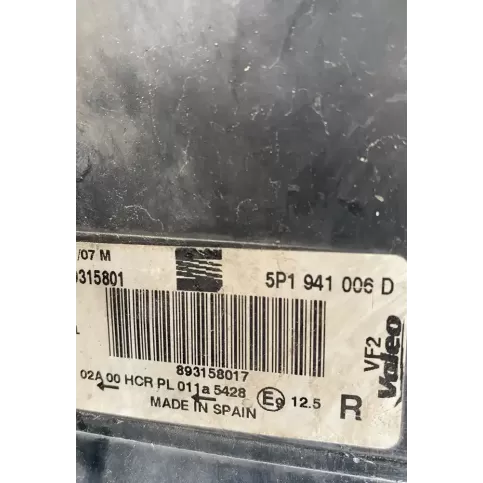 /07 M
9315801 5P1 941 006 D
893158017
02A 00 HCR PL 011a 5428 E9 12.5
MADE IN SPAIN
R
VF2
Valeo